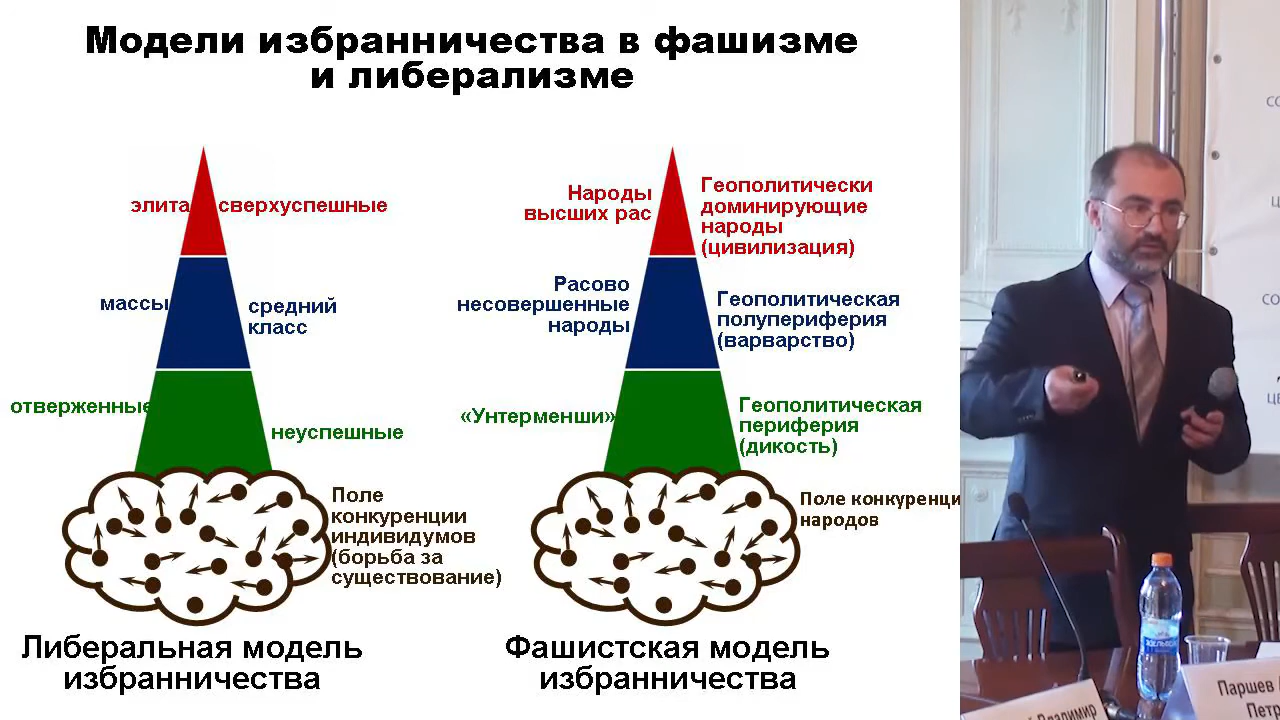 Модели избранничества в фашизме
и либерализме
элита
сверхуспешные
массы
средний
класс
отверженные
неуспешные
Поле
конкуренции
индивидумов
(борьба за
существование)
Либеральная модель
избранничества
Народы
высших рас
Геополитически
доминирующие
народы
(цивилизация)
Расово
несовершенные
народы
Геополитическая
полупериферия
(варварство)
«Унтерменши»
Геополитическая
периферия
(дикость)
Поле конкуренци
народов
Фашистская модель
избранничества
Владимир
Паршев
Петр